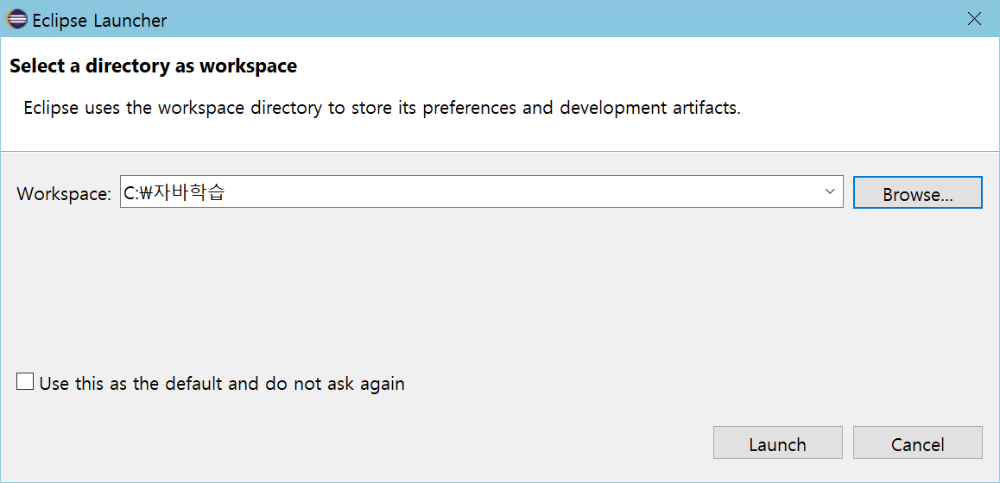 Eclipse Launcher
Select a directory as workspace
Eclipse uses the workspace directory to store its preferences and development artifacts.
Workspace: C:₩자바학습 Browse...
Use this as the default and do not ask again
Launch Cancel